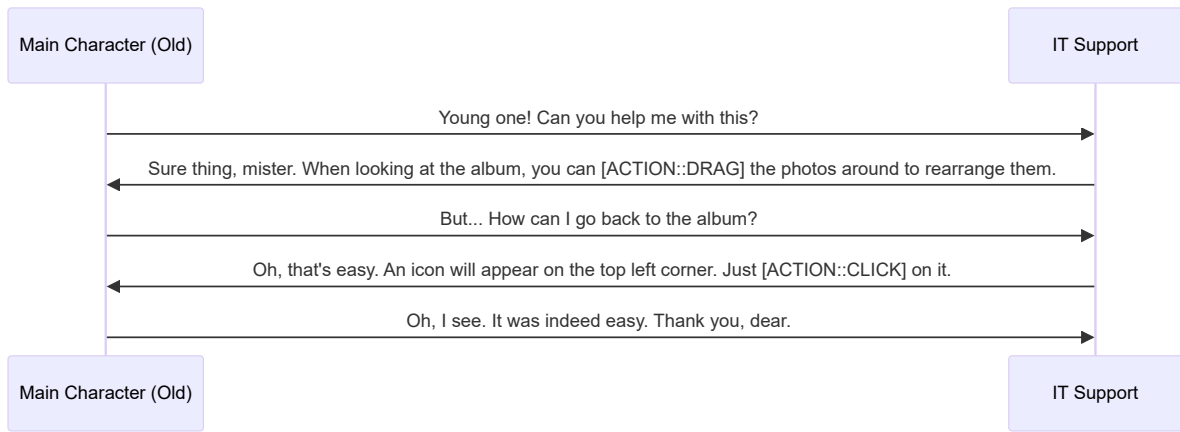 Main Character (Old)
IT Support
Young one! Can you help me with this?
Sure thing, mister. When looking at the album, you can [ACTION::DRAG] the photos around to rearrange them.
But... How can I go back to the album?
Oh, that's easy. An icon will appear on the top left corner. Just [ACTION::CLICK] on it.
Oh, I see. It was indeed easy. Thank you, dear.
Main Character (Old)
IT Support